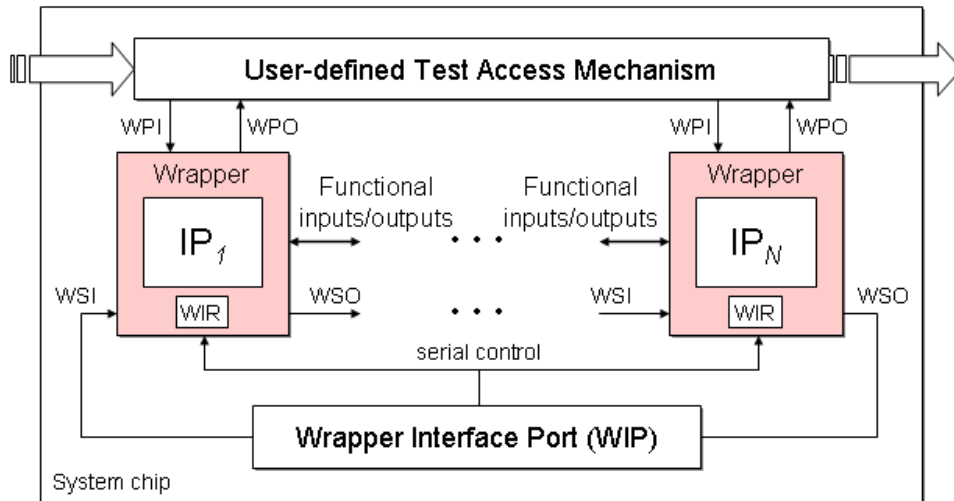 User-defined Test Access Mechanism
WPI
WPO
WPI
WPO
Wrapper
Wrapper
Functional
inputs/outputs
Functional
inputs/outputs
IP1
. . .
IPN
WSI
WSO
. . .
WSI
WSO
WIR
WIR
serial control
Wrapper Interface Port (WIP)
System chip